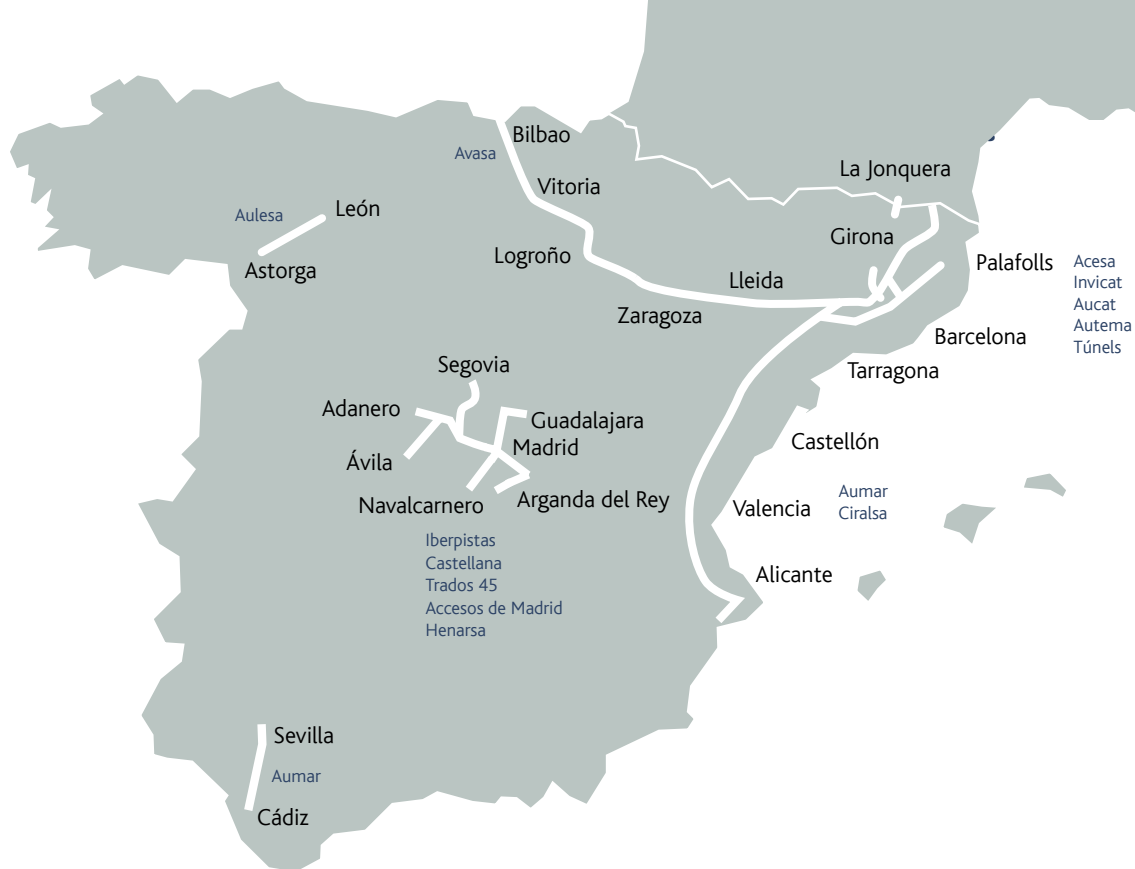 Bilbao
Avasa
La Jonquera
Vitoria
León
Aulesa
Girona
Logroño
Palafolls
Acesa
Invicat
Aucat
Autema
Túnels
Astorga
Lleida
Zaragoza
Barcelona
Segovia
Tarragona
Adanero
Guadalajara
Madrid
Castellón
Ávila
Navalcarnero
Arganda del Rey
Valencia
Aumar
Ciralsa
Iberpistas
Castellana
Trados 45
Accesos de Madrid
Henarsa
Alicante
Sevilla
Aumar
Cádiz